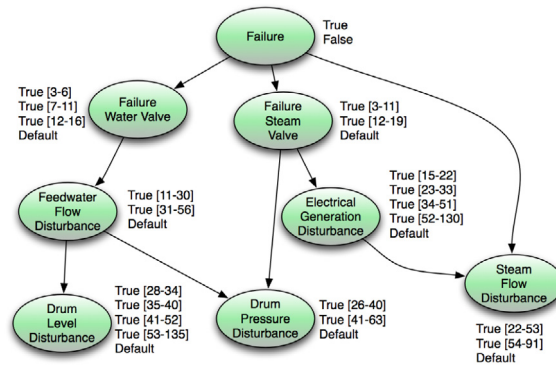 Failure
True
False
Failure
Water Valve
True [3-6]
True [7-11]
True [12-16]
Default
Failure
Steam
Valve
True [3-11]
True [12-19]
Default
Feedwater
Flow
Disturbance
True [11-30]
True [31-56]
Default
Electrical
Generation
Disturbance
True [15-22]
True [23-33]
True [34-51]
True [52-130]
Default
Drum
Level
Disturbance
True [28-34]
True [35-40]
True [41-52]
True [53-135]
Default
Drum
Pressure
Disturbance
True [26-40]
True [41-63]
Default
Steam
Flow
Disturbance
True [22-53]
True [54-91]
Default